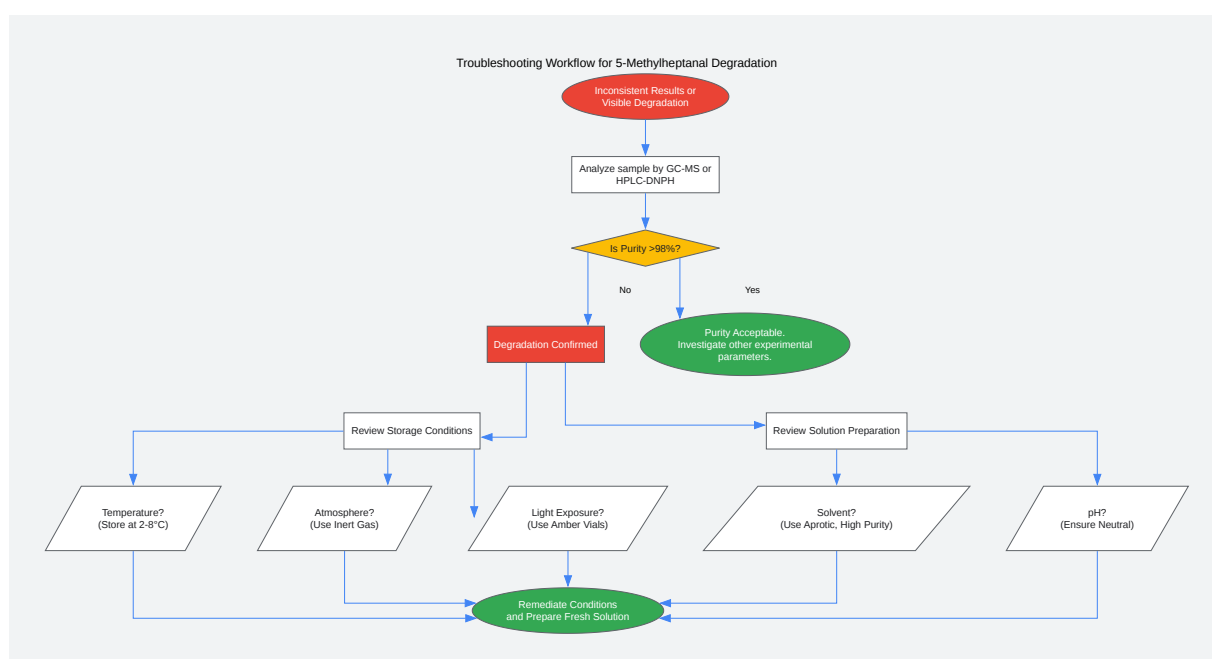 Troubleshooting Workflow for 5-Methylheptanal Degradation
Inconsistent Results or
Visible Degradation
Analyze sample by GC-MS or
HPLC-DNPH
Is Purity >98%?
No
Yes
Degradation Confirmed
Purity Acceptable.
Investigate other experimental
parameters.
Review Storage Conditions
Review Solution Preparation
Temperature?
(Store at 2-8°C)
Atmosphere?
(Use Inert Gas)
Light Exposure?
(Use Amber Vials)
Solvent?
(Use Aprotic, High Purity)
pH?
(Ensure Neutral)
Remediate Conditions
and Prepare Fresh Solution